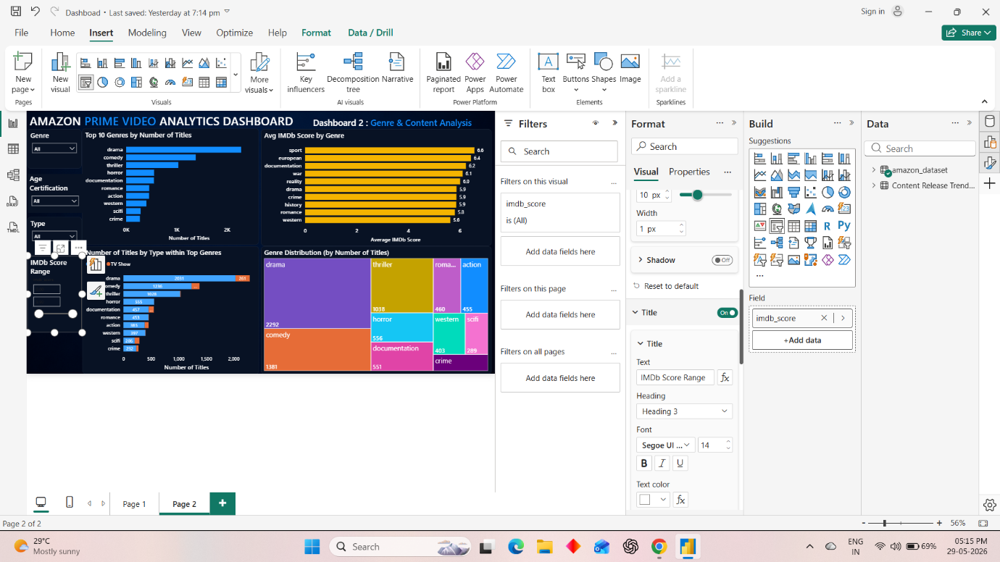 Dashboad • Last saved: Yesterday at 7:14 pm
Sign in
File Home Insert Modeling View Optimize Help Format Data / Drill
Share
New page
New visual
More visuals
Key influencers
Decomposition tree
Narrative
Paginated report
Power Apps
Power Automate
Text box
Buttons
Shapes
Image
Add a sparkline
Pages
Visuals
AI visuals
Power Platform
Elements
Sparklines
AMAZON PRIME VIDEO ANALYTICS DASHBOARD
Dashboard 2 : Genre & Content Analysis
Genre
All
Age Certification
All
Type
All
IMDb Score Range
Top 10 Genres by Number of Titles
drama
comedy
thriller
horror
documentation
romance
action
western
scifi
crime
0K 1K 2K
Number of Titles
Avg IMDb Score by Genre
sport 6.6
european 6.4
documentation 6.2
war 6.1
reality 6.0
drama 5.9
crime 5.9
history 5.9
romance 5.8
western 5.6
0 2 4 6
Average IMDb Score
Number of Titles by Type within Top Genres
TV Show
drama 2031 261
omedy 1236 ...
thriller 1020
horror 555
documentation 457 ...
romance 453
action 385
western 397
scifi 206
crime 232
0 500 1,000 1,500 2,000
Number of Titles
Genre Distribution (by Number of Titles)
drama
2292
comedy
1381
thriller
1038
horror
556
documentation
551
roma...
460
action
455
western
403
scifi
289
crime
Filters
Search
Filters on this visual
...
imdb_score
is (All)
Add data fields here
Filters on this page
...
Add data fields here
Filters on all pages
...
Add data fields here
Format
Search
Visual Properties
10 px
Width
1 px
Shadow
Off
Reset to default
Title
On
Title
Text
IMDb Score Range
Heading
Heading 3
Font
Segoe UI ...
14
B I U
Text color
Build
Suggestions
R Py
...
Field
imdb_score
+Add data
Data
Search
amazon_dataset
Content Release Trend...
DAX
TMDL
Page 1
Page 2
Page 2 of 2
56%
29°C
Mostly sunny
Search
ENG
IN
69%
05:15 PM
29-05-2026